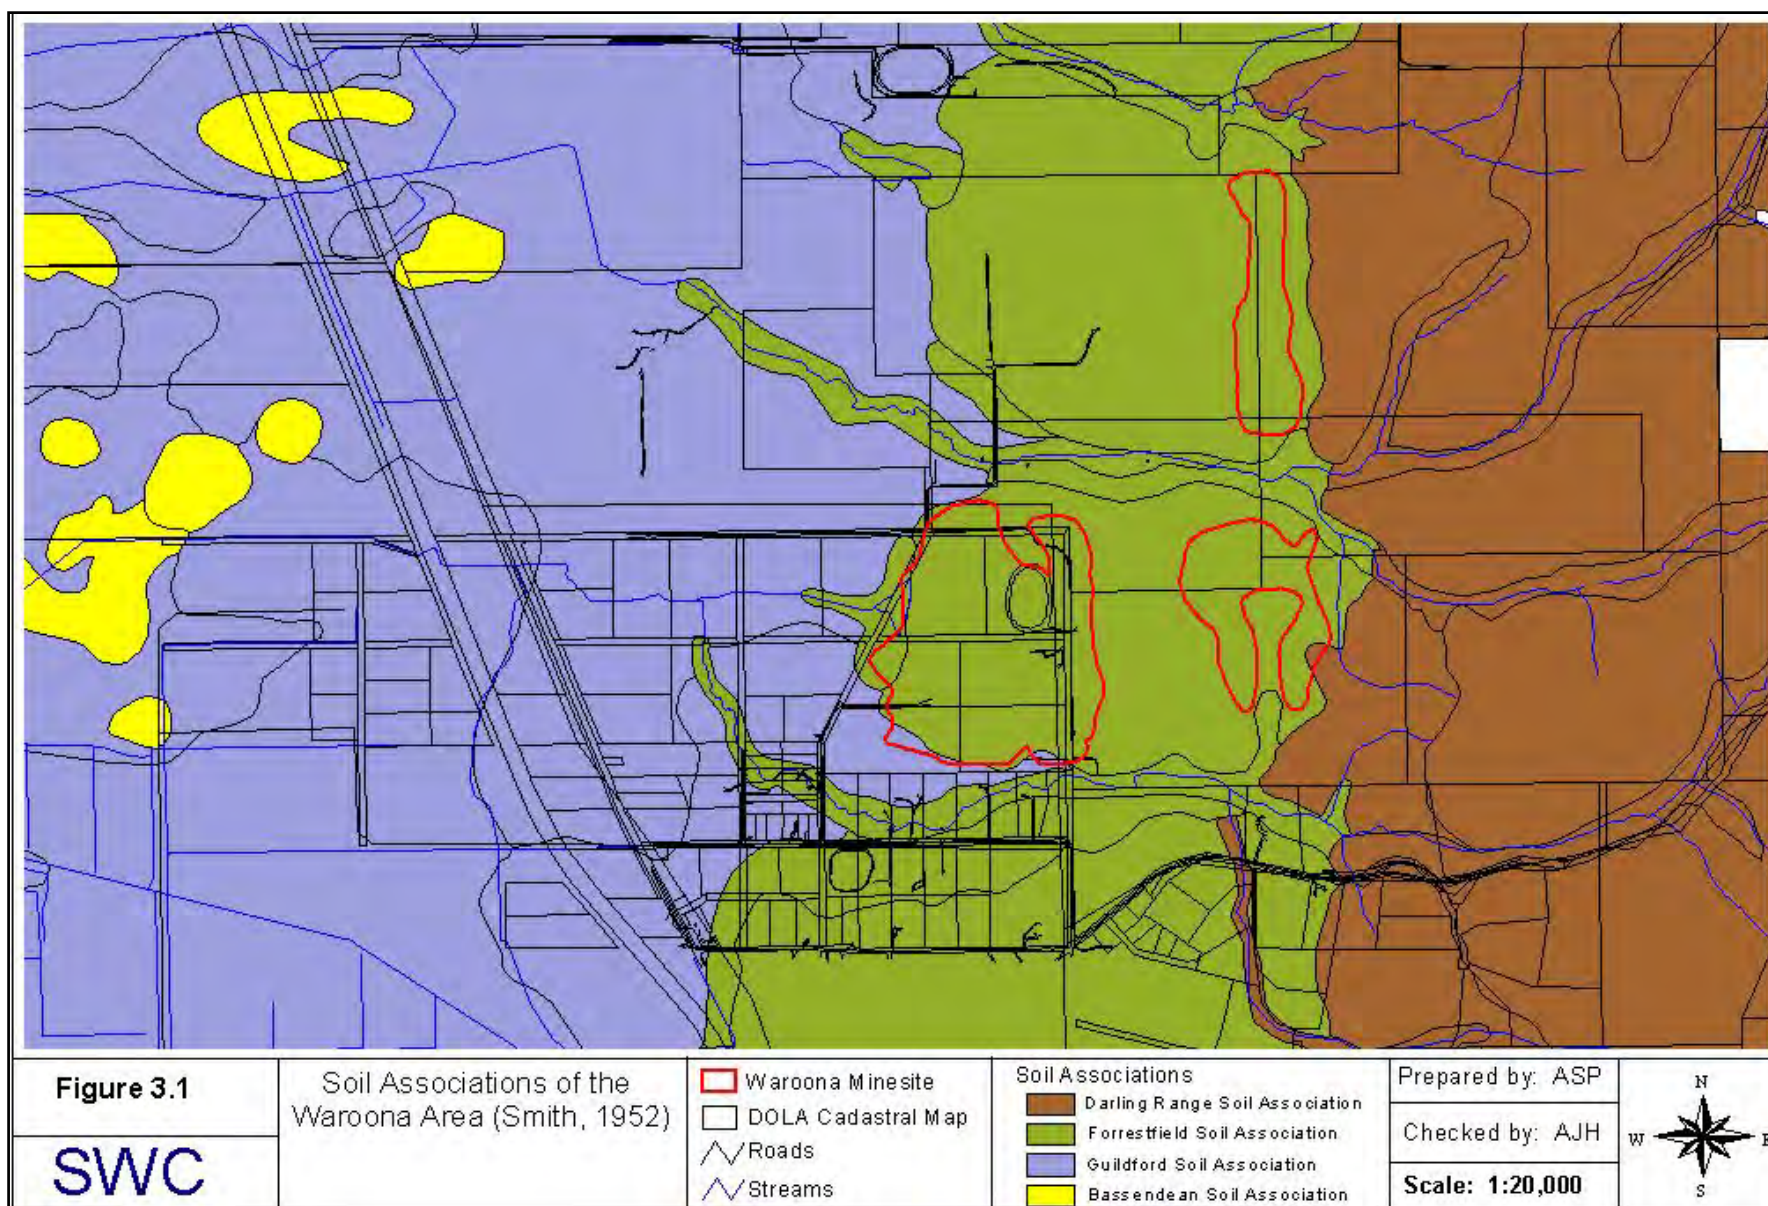 Figure 3.1
SWC
Soil Associations of the
Waroona Area (Smith, 1952)
Waroona Minesite
DOLA Cadastral Map
Roads
Streams
Soil Associations
Darling Range Soil Association
Forrestfield Soil Association
Guildford Soil Association
Bassendean Soil Association
Prepared by: ASP
Checked by: AJH
Scale: 1:20,000
N
W
E
S